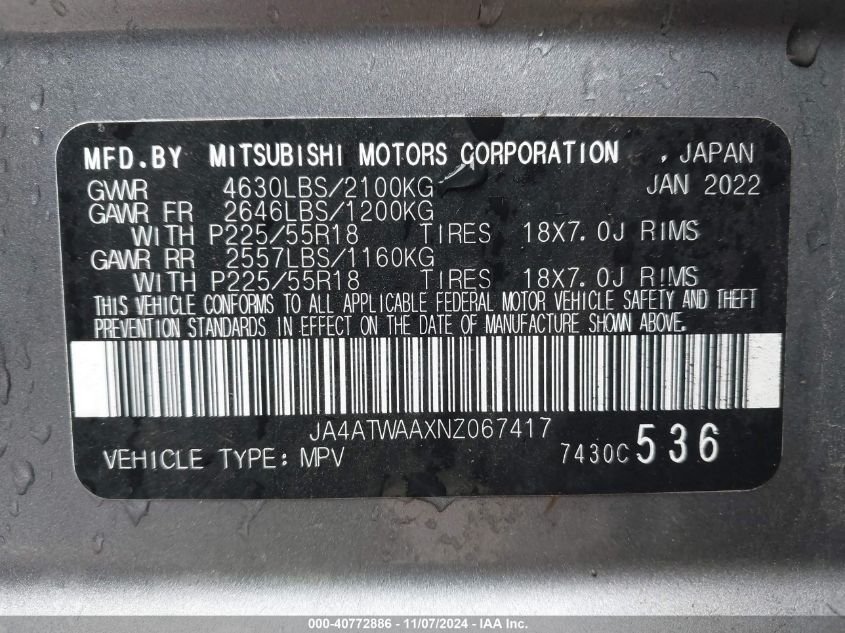 MFD.BY MITSUBISHI MOTORS CORPORATION , JAPAN
GVWR 4630LBS/2100KG JAN 2022
GAWR FR 2646LBS/1200KG
WITH P225/55R18 TIRES 18X7.0J RIMS
GAWR RR 2557LBS/1160KG
WITH P225/55R18 TIRES 18X7.0J RIMS
THIS VEHICLE CONFORMS TO ALL APPLICABLE FEDERAL MOTOR VEHICLE SAFETY AND THEFT
PREVENTION STANDARDS IN EFFECT ON THE DATE OF MANUFACTURE SHOWN ABOVE.
JA4ATWAAXNZ067417
VEHICLE TYPE: MPV 7430C 536
000-40772886 - 11/07/2024 - IAAI.com